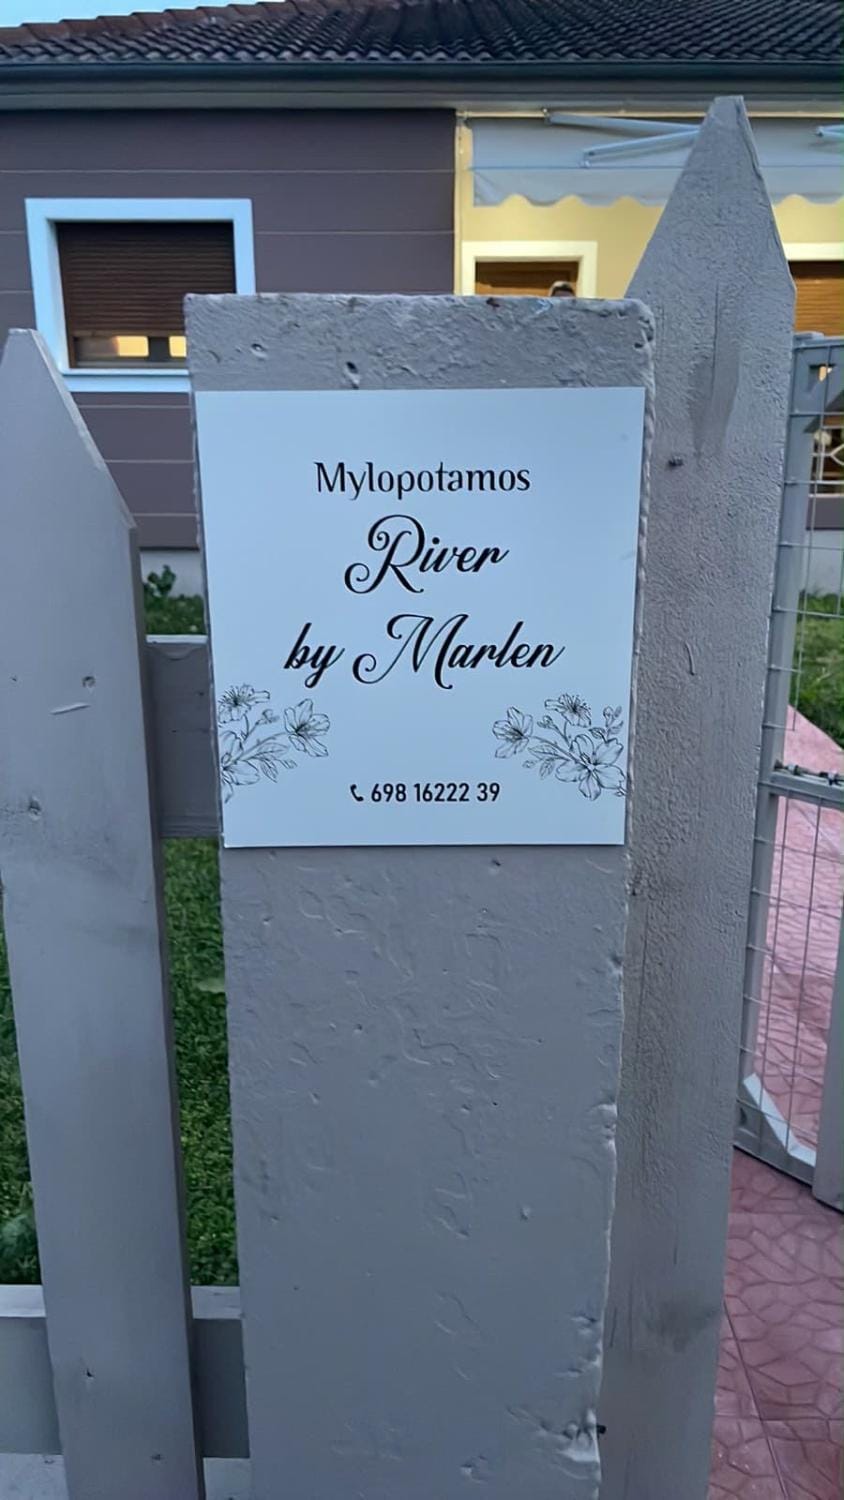 Mylopotamos
River
by Marlen
698 16222 39